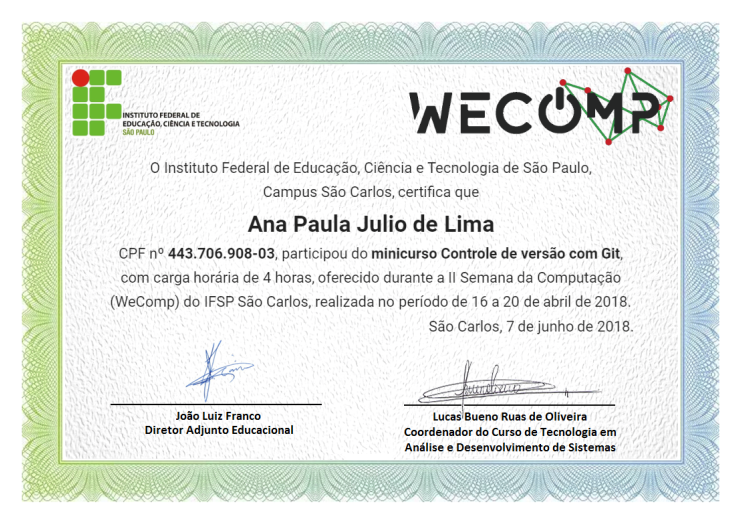 INSTITUTO FEDERAL DE
EDUCAÇÃO, CIÊNCIA E TECNOLOGIA
SÃO PAULO
WECOMP
O Instituto Federal de Educação, Ciência e Tecnologia de São Paulo,
Campus São Carlos, certifica que
Ana Paula Julio de Lima
CPF nº 443.706.908-03, participou do minicurso Controle de versão com Git,
com carga horária de 4 horas, oferecido durante a II Semana da Computação
(WeComp) do IFSP São Carlos, realizada no período de 16 a 20 de abril de 2018.
São Carlos, 7 de junho de 2018.
João Luiz Franco
Diretor Adjunto Educacional
Lucas Bueno Ruas de Oliveira
Coordenador do Curso de Tecnologia em
Análise e Desenvolvimento de Sistemas